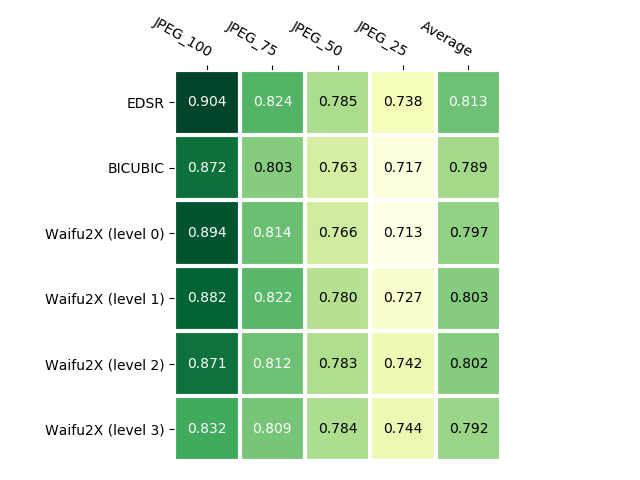 JPEG_100 JPEG_75 JPEG_50 JPEG_25 Average
EDSR 0.904 0.824 0.785 0.738 0.813
BICUBIC 0.872 0.803 0.763 0.717 0.789
Waifu2X (level 0) 0.894 0.814 0.766 0.713 0.797
Waifu2X (level 1) 0.882 0.822 0.780 0.727 0.803
Waifu2X (level 2) 0.871 0.812 0.783 0.742 0.802
Waifu2X (level 3) 0.832 0.809 0.784 0.744 0.792